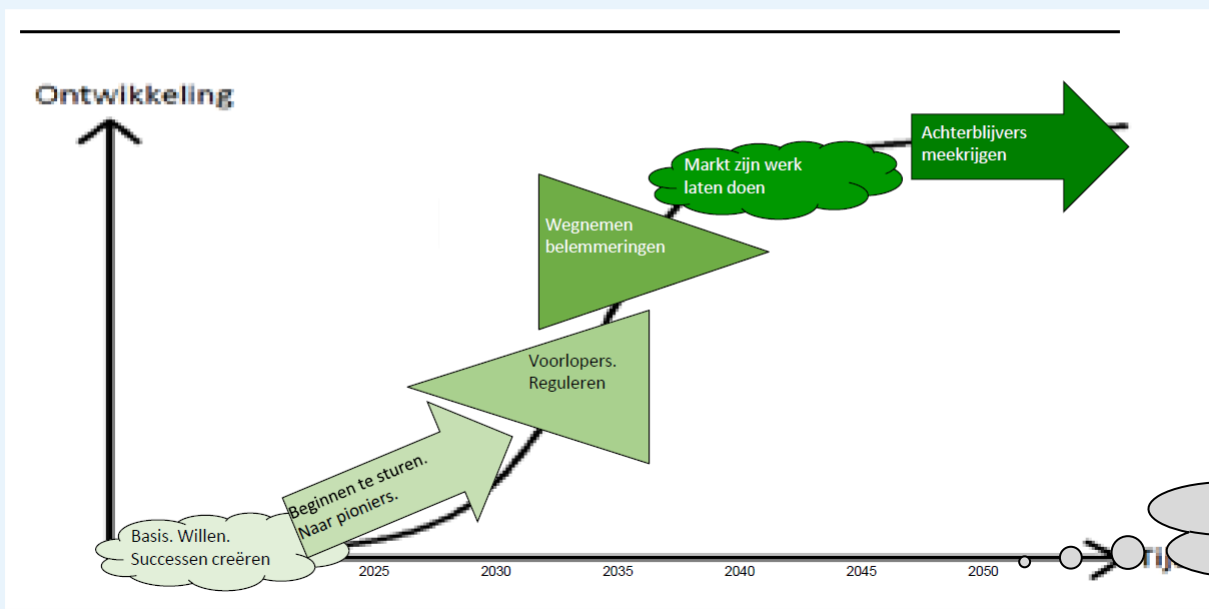 Ontwikkeling
Achterblijvers
meekrijgen
Markt zijn werk
laten doen
Wegnemen
belemmeringen
Voorlopers.
Reguleren
Beginnen te sturen.
Naar pioniers.
Basis. Willen.
Successen creëren
2025 2030 2035 2040 2045 2050